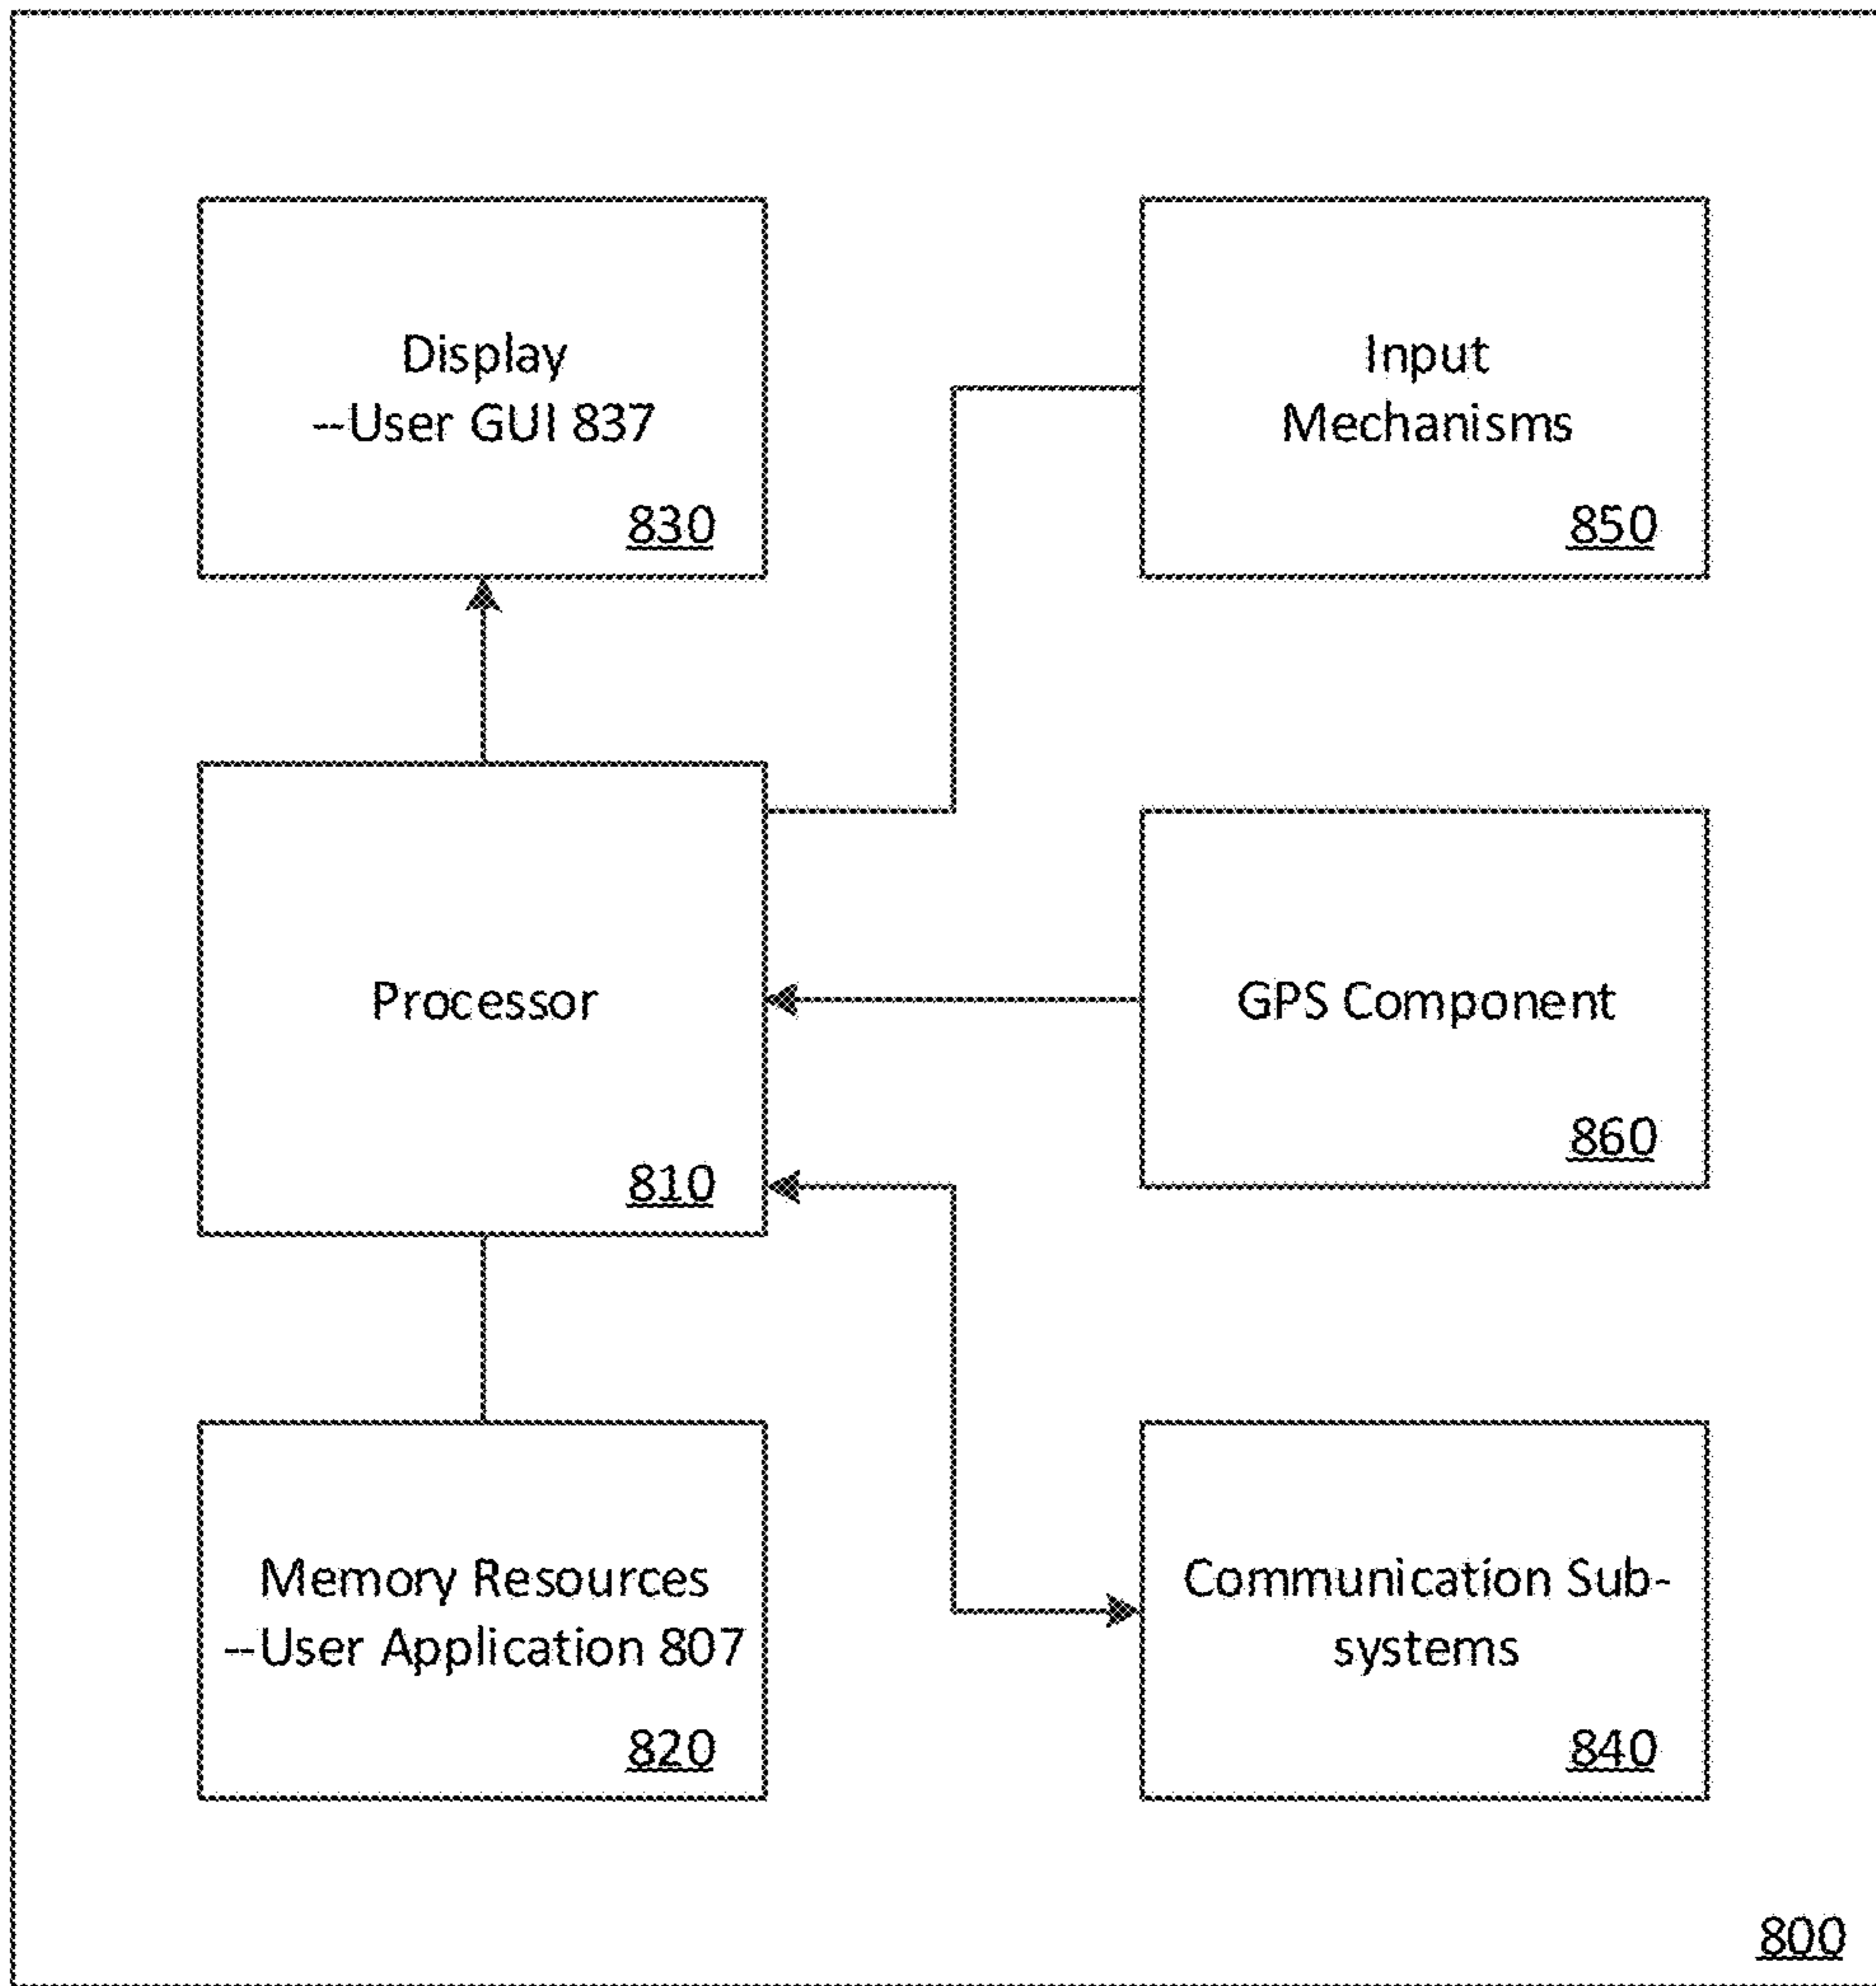 Display
--User GUI 837
830
Input
Mechanisms
850
Processor
810
GPS Component
860
Memory Resources
--User Application 807
820
Communication Sub-
systems
840
800